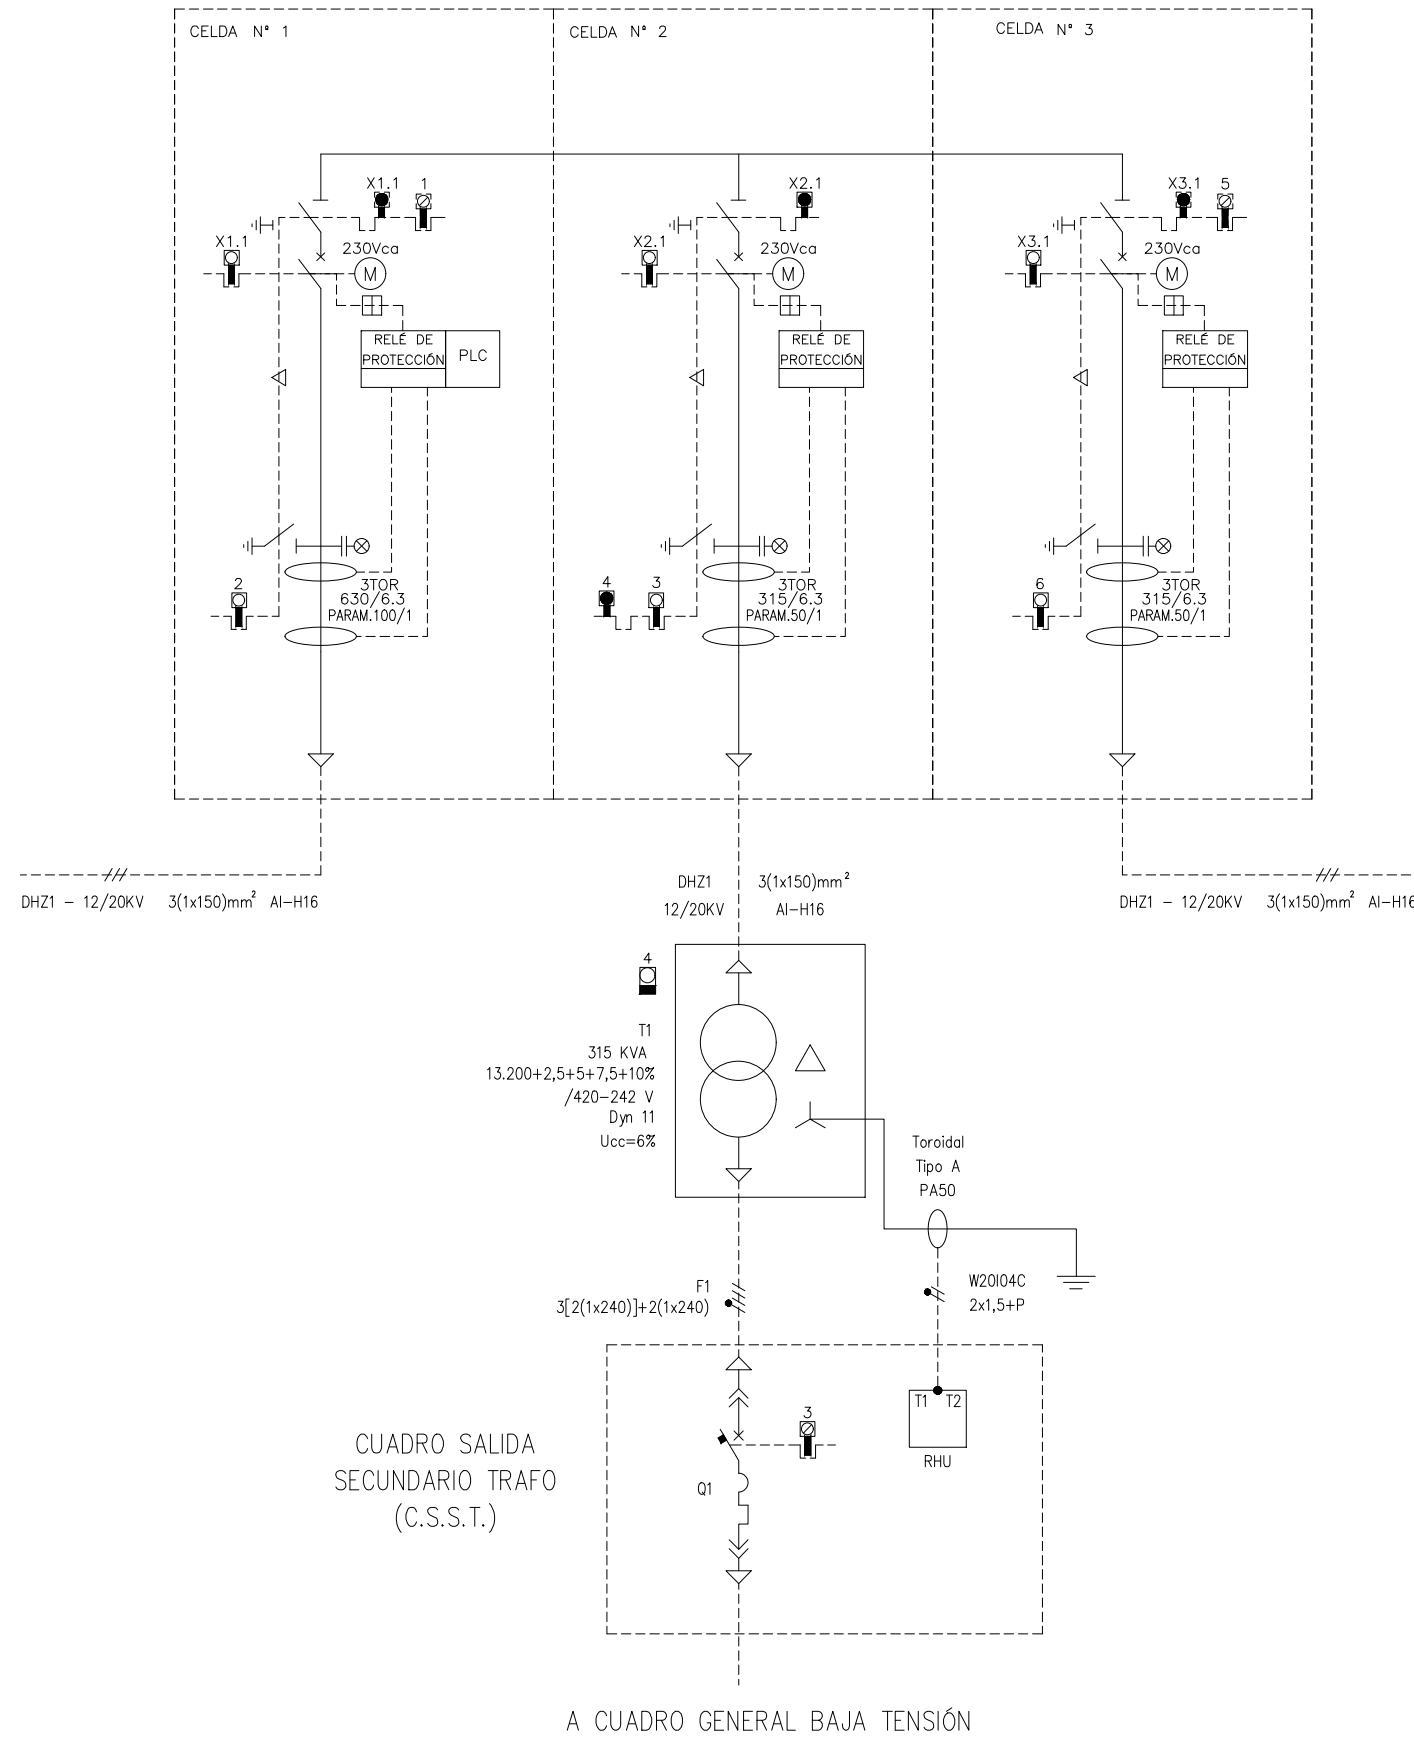 CELDA N° 1
CELDA N° 2
CELDA N° 3
X1.1
1
X2.1
X3.1
5
X1.1
230Vca
X2.1
230Vca
X3.1
230Vca
M
M
M
RELÉ DE
PROTECCIÓN
PLC
RELÉ DE
PROTECCIÓN
RELÉ DE
PROTECCIÓN
2
3TOR
630/6.3
PARAM.100/1
4
3
3TOR
315/6.3
PARAM.50/1
6
3TOR
315/6.3
PARAM.50/1
DHZ1 - 12/20KV 3(1x150)mm² Al-H16
DHZ1 3(1x150)mm²
12/20KV Al-H16
DHZ1 - 12/20KV 3(1x150)mm² Al-H16
4
T1
315 KVA
13.200+2,5+5+7,5+10%
/420-242 V
Dyn 11
Ucc=6%
Toroidal
Tipo A
PA50
F1
3[2(1x240)]+2(1x240)
W20I04C
2x1,5+P
3
T1 T2
RHU
Q1
CUADRO SALIDA
SECUNDARIO TRAFO
(C.S.S.T.)
A CUADRO GENERAL BAJA TENSIÓN